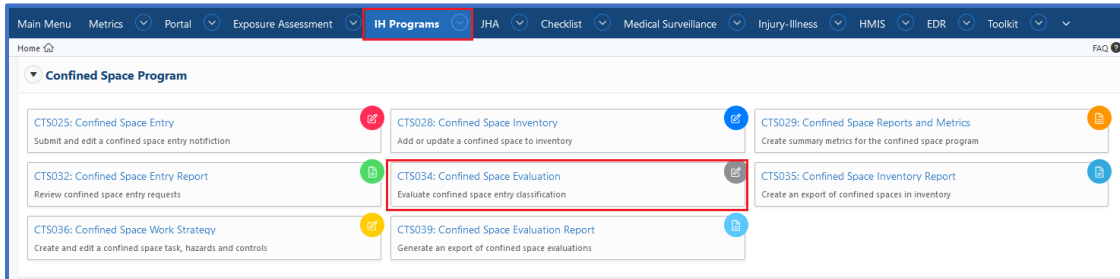 Main Menu Metrics Portal Exposure Assessment IH Programs JHA Checklist Medical Surveillance Injury-Illness HMIS EDR Toolkit
Home FAQ
Confined Space Program
CTS025: Confined Space Entry
Submit and edit a confined space entry notifiction
CTS028: Confined Space Inventory
Add or update a confined space to inventory
CTS029: Confined Space Reports and Metrics
Create summary metrics for the confined space program
CTS032: Confined Space Entry Report
Review confined space entry requests
CTS034: Confined Space Evaluation
Evaluate confined space entry classification
CTS035: Confined Space Inventory Report
Create an export of confined spaces in inventory
CTS036: Confined Space Work Strategy
Create and edit a confined space task, hazards and controls
CTS039: Confined Space Evaluation Report
Generate an export of confined space evaluations